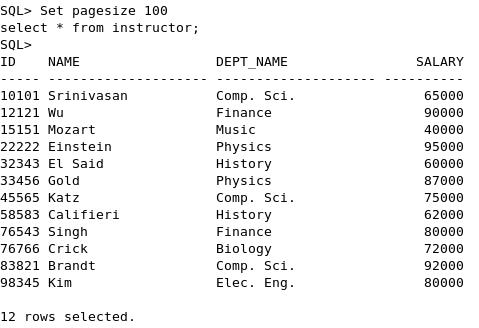 SQL> Set pagesize 100
select * from instructor;
SQL>
ID    NAME                 DEPT_NAME                SALARY
----- -------------------- -------------------- ----------
10101 Srinivasan           Comp. Sci.                65000
12121 Wu                   Finance                   90000
15151 Mozart               Music                     40000
22222 Einstein             Physics                   95000
32343 El Said              History                   60000
33456 Gold                 Physics                   87000
45565 Katz                 Comp. Sci.                75000
58583 Califieri            History                   62000
76543 Singh                Finance                   80000
76766 Crick                Biology                   72000
83821 Brandt               Comp. Sci.                92000
98345 Kim                  Elec. Eng.                80000

12 rows selected.